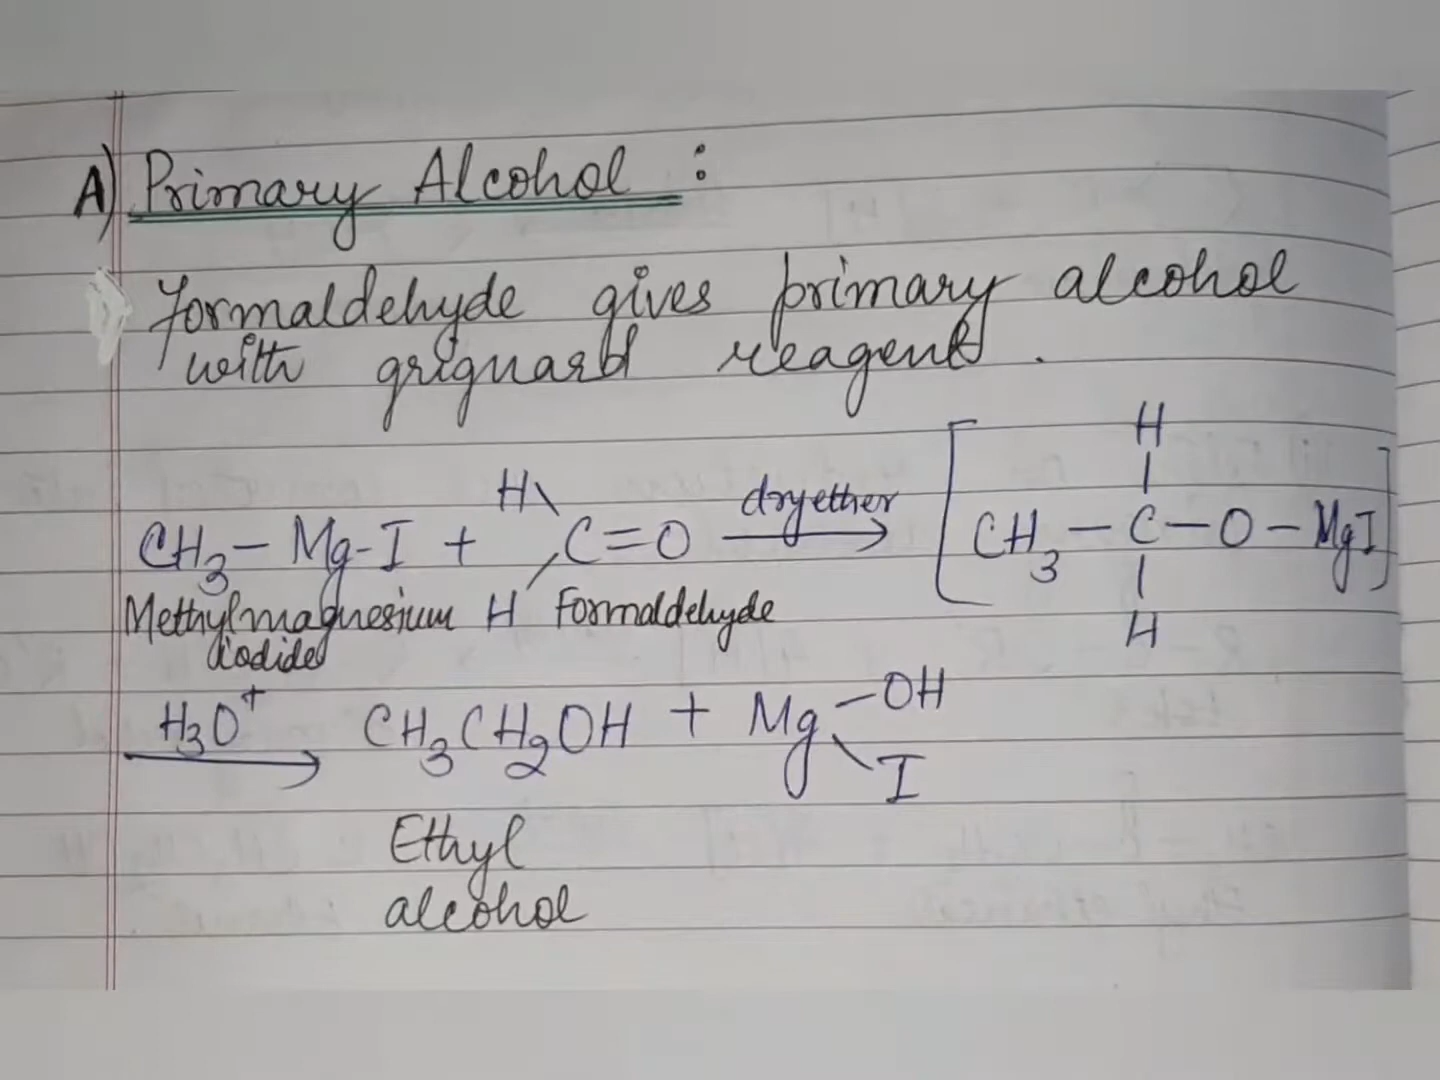 A) Primary Alcohol :
Formaldehyde gives primary alcohol
with griguard reagent .
CH3 – Mg-I + H\ /H C=O dryether → [CH3 – C(H)(H) – O – MgI]
Methylmagnesium iodide Formaldehyde
H3O+ → CH3CH2OH + Mg–OH \I
Ethyl
alcohol